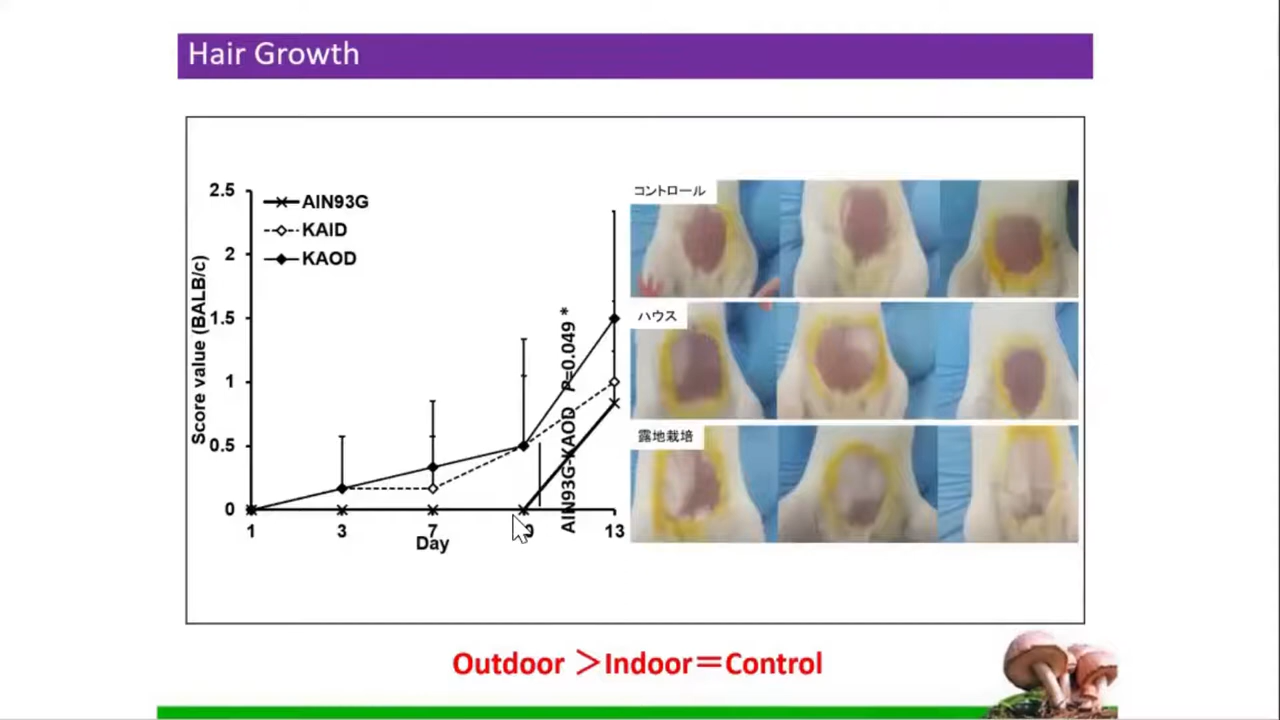 Hair Growth
2.5
2
1.5
1
0.5
0
Score value (BALB/c)
AIN93G
KAID
KAOD
AIN93G-KAOD P=0.049 *
1
3
7
13
Day
コントロール
ハウス
露地栽培
Outdoor ＞Indoor＝Control